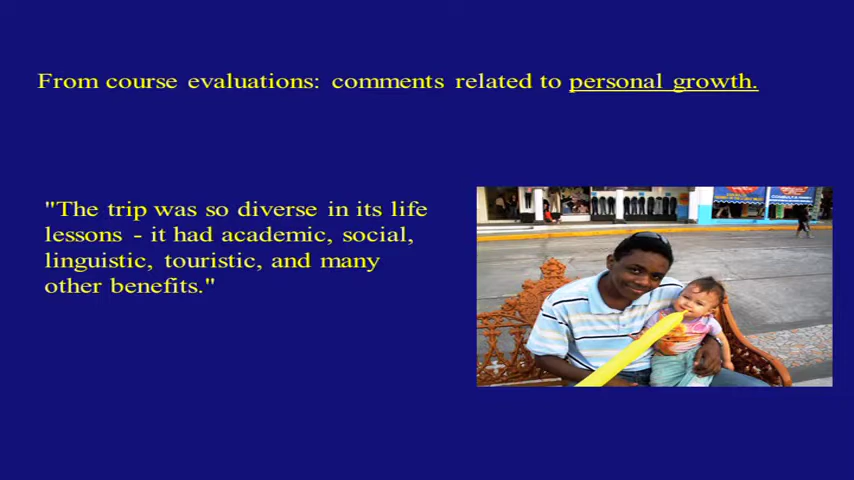 From course evaluations: comments related to personal growth.
"The trip was so diverse in its life
lessons - it had academic, social,
linguistic, touristic, and many
other benefits."